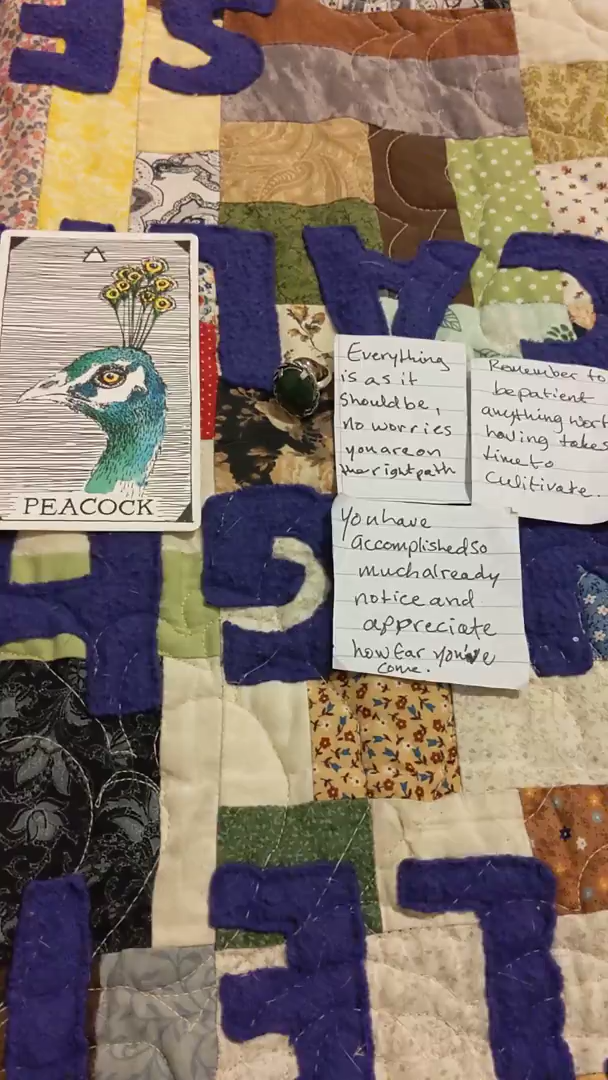 PEACOCK
Everything
is as it
should be,
no worries
you are on
the right path
Remember to
be patient
anything wort
having takes
time to
Culitivate.
You have
accomplished so
much already
notice and
appreciate
how far you've
come.